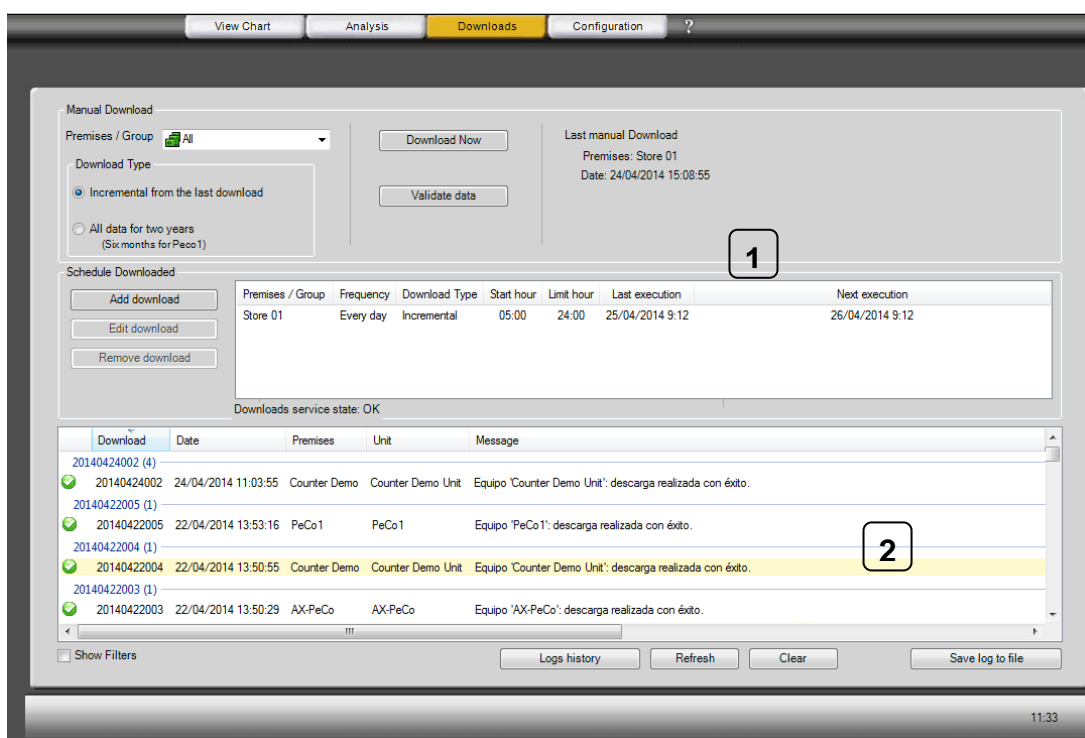 View Chart Analysis Downloads Configuration ?
Manual Download
Premises / Group All
Download Type
Incremental from the last download
All data for two years
(Six months for Peco1)
Download Now
Validate data
Last manual Download
Premises: Store 01
Date: 24/04/2014 15:08:55
1
Schedule Downloaded
Add download
Edit download
Remove download
Premises / Group Frequency Download Type Start hour Limit hour Last execution Next execution
Store 01 Every day Incremental 05:00 24:00 25/04/2014 9:12 26/04/2014 9:12
Downloads service state: OK
Download Date Premises Unit Message
20140424002 (4)
20140424002 24/04/2014 11:03:55 Counter Demo Counter Demo Unit Equipo 'Counter Demo Unit': descarga realizada con éxito.
20140422005 (1)
20140422005 22/04/2014 13:53:16 PeCo1 PeCo1 Equipo 'PeCo1': descarga realizada con éxito.
20140422004 (1)
20140422004 22/04/2014 13:50:55 Counter Demo Counter Demo Unit Equipo 'Counter Demo Unit': descarga realizada con éxito.
2
20140422003 (1)
20140422003 22/04/2014 13:50:29 AX-PeCo AX-PeCo Equipo 'AX-PeCo': descarga realizada con éxito.
Show Filters Logs history Refresh Clear Save log to file
11:33